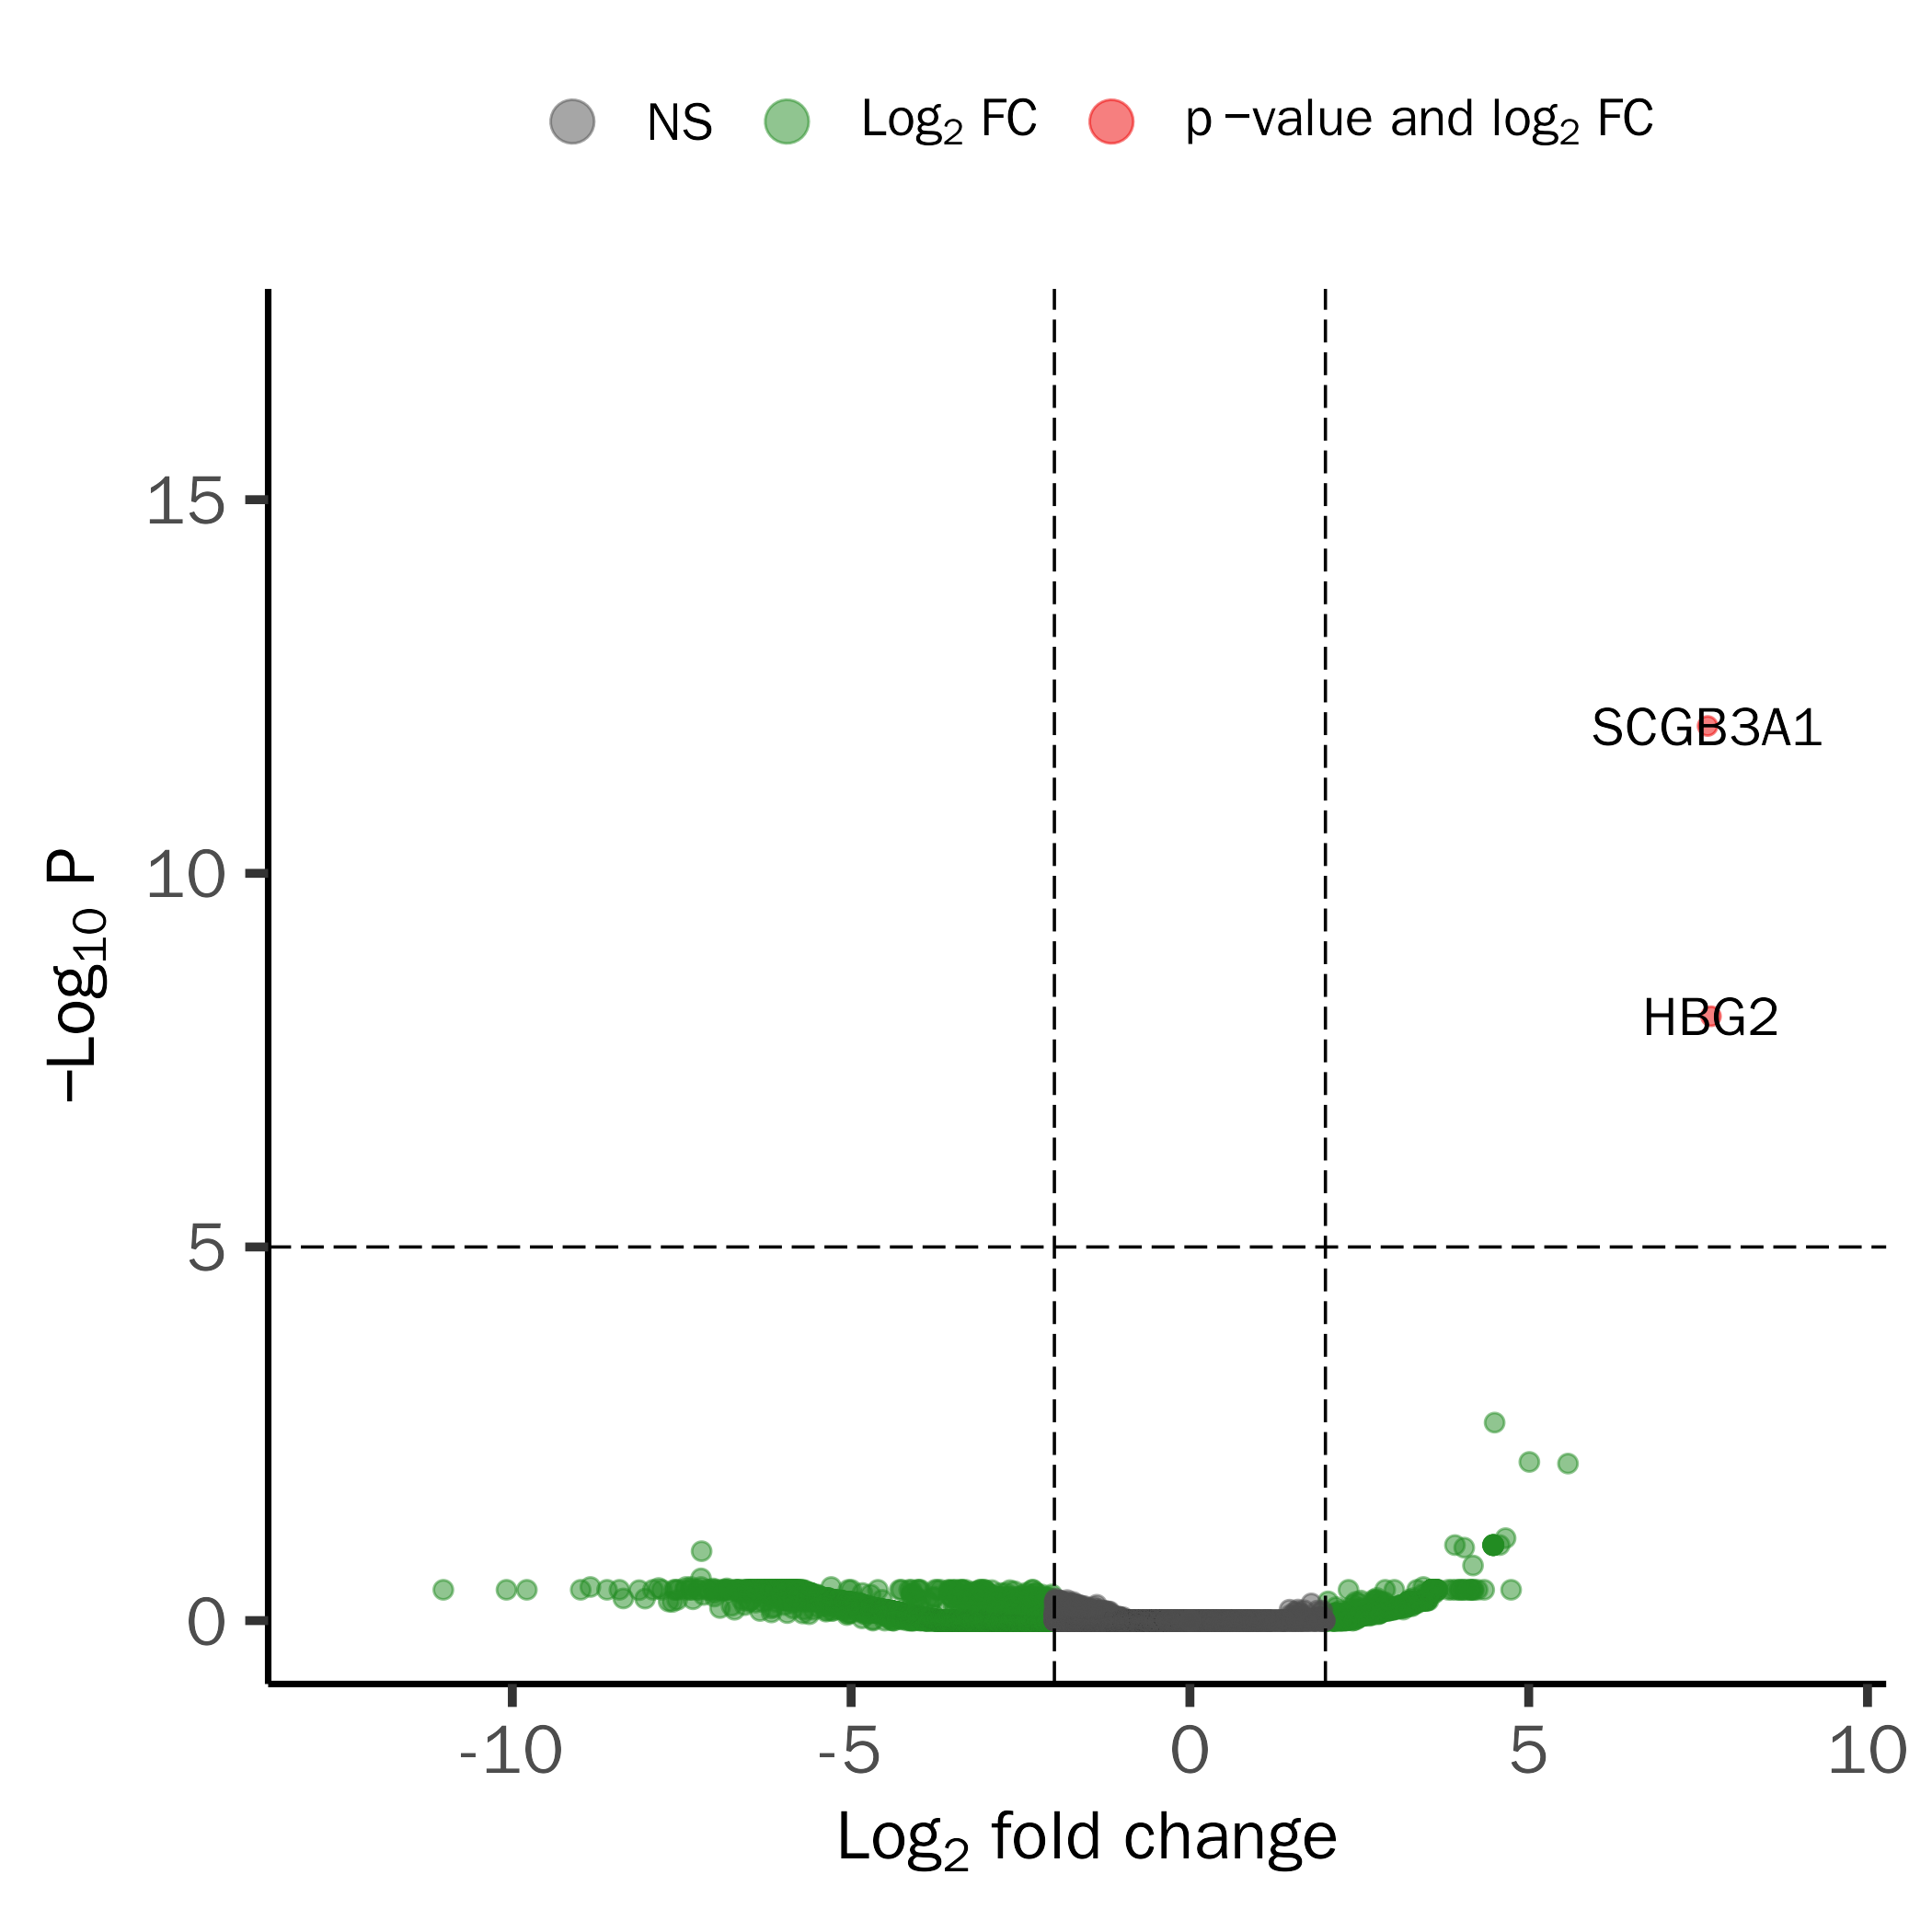 NS Log₂ FC p −value and log₂ FC
−Log₁₀ P
15
10
5
0
SCGB3A1
HBG2
-10 -5 0 5 10
Log₂ fold change